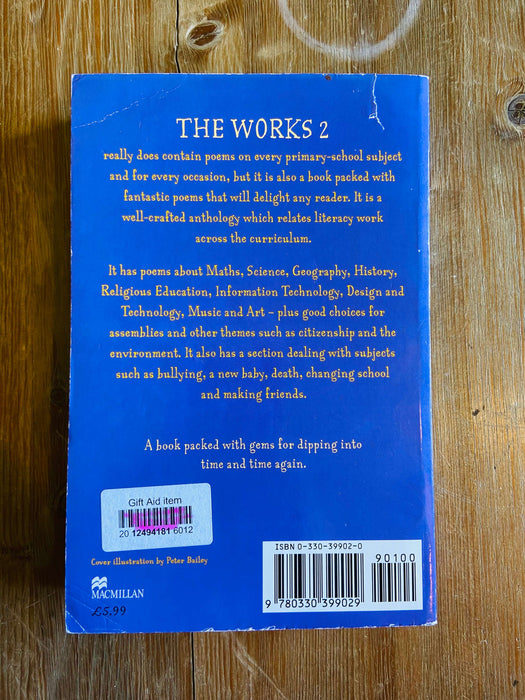 THE WORKS 2
really does contain poems on every primary-school subject
and for every occasion, but it is also a book packed with
fantastic poems that will delight any reader. It is a
well-crafted anthology which relates literacy work
across the curriculum.
It has poems about Maths, Science, Geography, History,
Religious Education, Information Technology, Design and
Technology, Music and Art – plus good choices for
assemblies and other themes such as citizenship and the
environment. It also has a section dealing with subjects
such as bullying, a new baby, death, changing school
and making friends.
A book packed with gems for dipping into
time and time again.
Gift Aid item
20 12494181 6012
Cover illustration by Peter Bailey
MACMILLAN
£5.99
ISBN 0-330-39902-0
90100
9 780330 399029